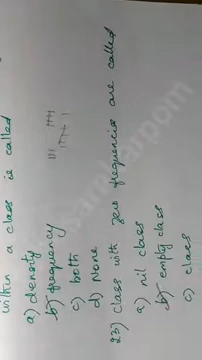 within a class is called
a) density
b) frequency
c) both
d) None
23) class with zero frequencies are called
a) nil class
b) empty class
c) class